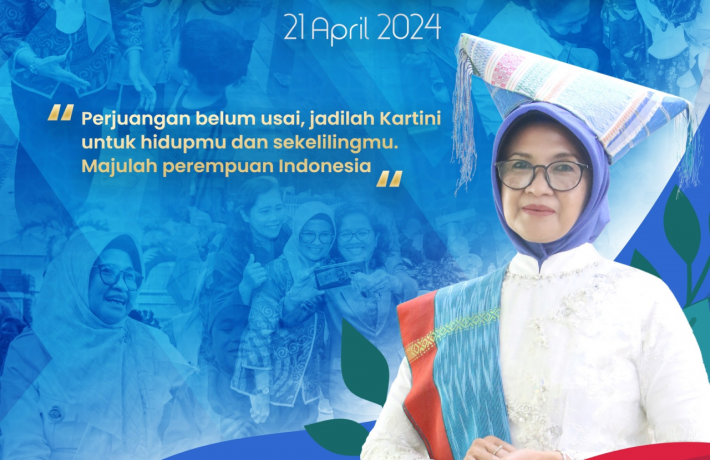 21 April 2024
"Perjuangan belum usai, jadilah Kartini
untuk hidupmu dan sekelilingmu.
Majulah perempuan Indonesia"